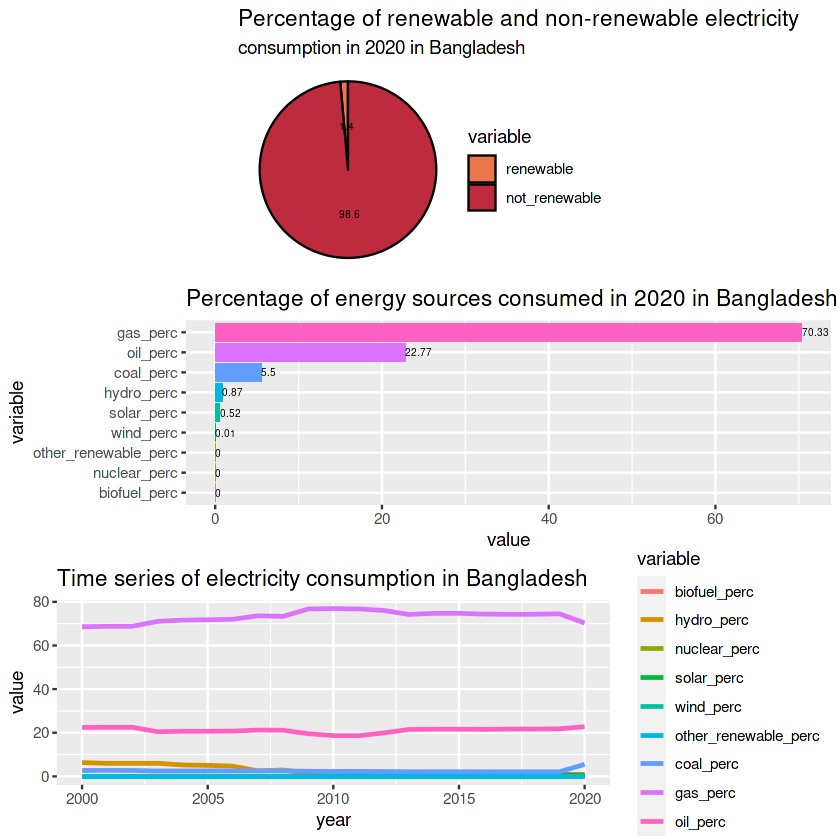 Percentage of renewable and non-renewable electricity
consumption in 2020 in Bangladesh
1.4
98.6
variable
renewable
not_renewable
Percentage of energy sources consumed in 2020 in Bangladesh
variable
gas_perc
oil_perc
coal_perc
hydro_perc
solar_perc
wind_perc
other_renewable_perc
nuclear_perc
biofuel_perc
70.33
22.77
5.5
0.87
0.52
0.01
0
0
0
0
20
40
60
value
Time series of electricity consumption in Bangladesh
value
80
60
40
20
0
2000
2005
2010
2015
2020
year
variable
biofuel_perc
hydro_perc
nuclear_perc
solar_perc
wind_perc
other_renewable_perc
coal_perc
gas_perc
oil_perc